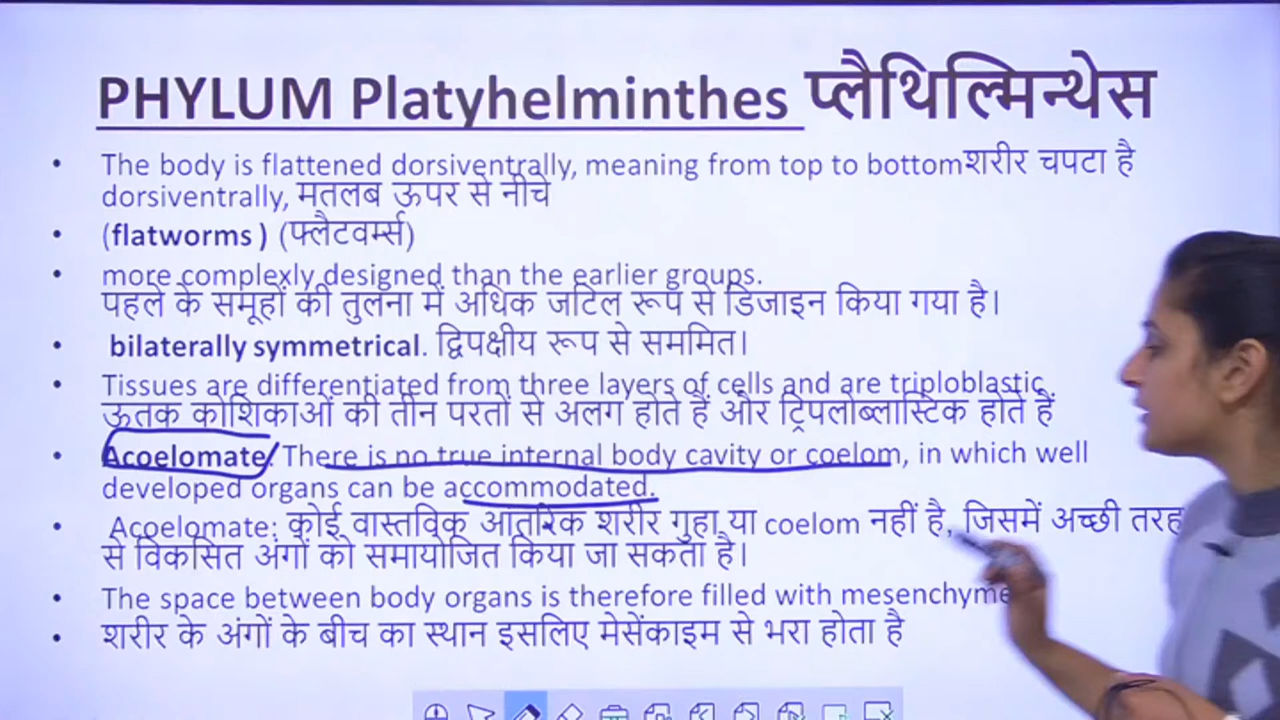 PHYLUM Platyhelminthes प्लैथिल्मिन्थेस
• The body is flattened dorsiventrally, meaning from top to bottomशरीर चपटा है
dorsiventrally, मतलब ऊपर से नीचे
• (flatworms ) (फ्लैटवर्म्स)
• more complexly designed than the earlier groups.
पहले के समूहों की तुलना में अधिक जटिल रूप से डिजाइन किया गया है।
• bilaterally symmetrical. द्विपक्षीय रूप से सममित।
• Tissues are differentiated from three layers of cells and are triploblastic
ऊतक कोशिकाओं की तीन परतों से अलग होते हैं और ट्रिपलोब्लास्टिक होते हैं
• Acoelomate: There is no true internal body cavity or coelom, in which well
developed organs can be accommodated.
• Acoelomate: कोई वास्तविक आंतरिक शरीर गुहा या coelom नहीं है, जिसमें अच्छी तरह
से विकसित अंगों को समायोजित किया जा सकता है।
• The space between body organs is therefore filled with mesenchyme
• शरीर के अंगों के बीच का स्थान इसलिए मेसेंकाइम से भरा होता है